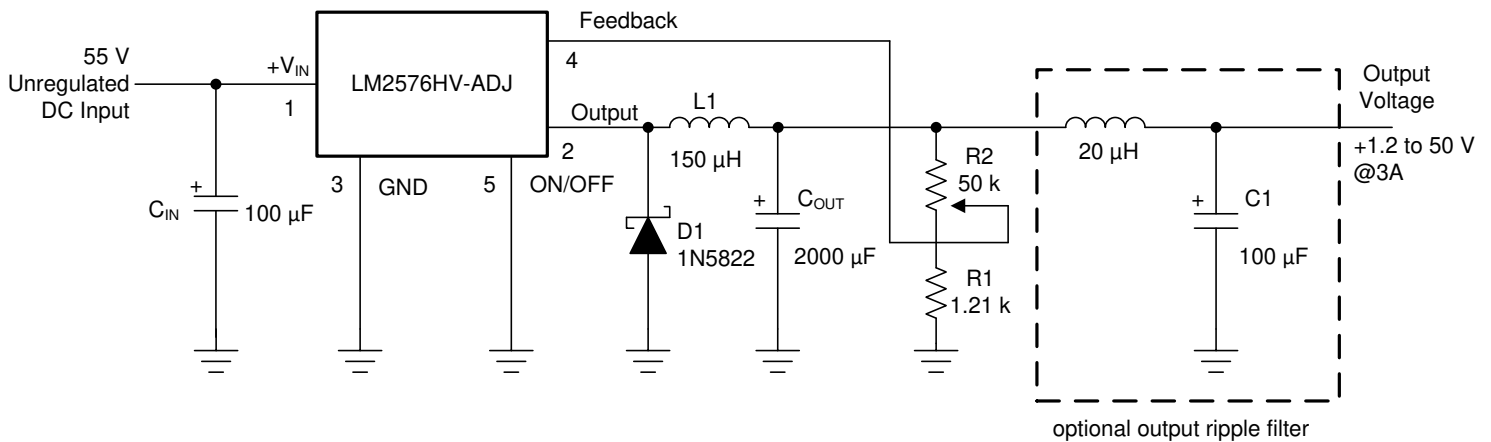 Feedback
55 V
Unregulated
DC Input
+VIN
1
LM2576HV-ADJ
4
Output
2
L1
150 µH
3
GND
5
ON/OFF
+
CIN
100 µF
D1
1N5822
+
COUT
2000 µF
R2
50 k
R1
1.21 k
20 µH
+
C1
100 µF
Output
Voltage
+1.2 to 50 V
@3A
optional output ripple filter